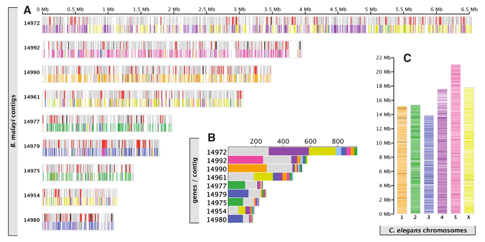 A
0 Mb 0.5 Mb 1 Mb 1.5 Mb 2 Mb 2.5 Mb 3 Mb 3.5 Mb 4 Mb 4.5 Mb 5 Mb 5.5 Mb 6 Mb 6.5 Mb
B. malayi contigs
14972
14992
14990
14961
14977
14979
14975
14954
14980
B
200 400 600 800
genes / contig
14972
14992
14990
14961
14977
14979
14975
14954
14980
C
22 Mb
20 Mb
18 Mb
16 Mb
14 Mb
12 Mb
10 Mb
8 Mb
6 Mb
4 Mb
2 Mb
0 Mb
1 2 3 4 5 X
C. elegans chromosomes